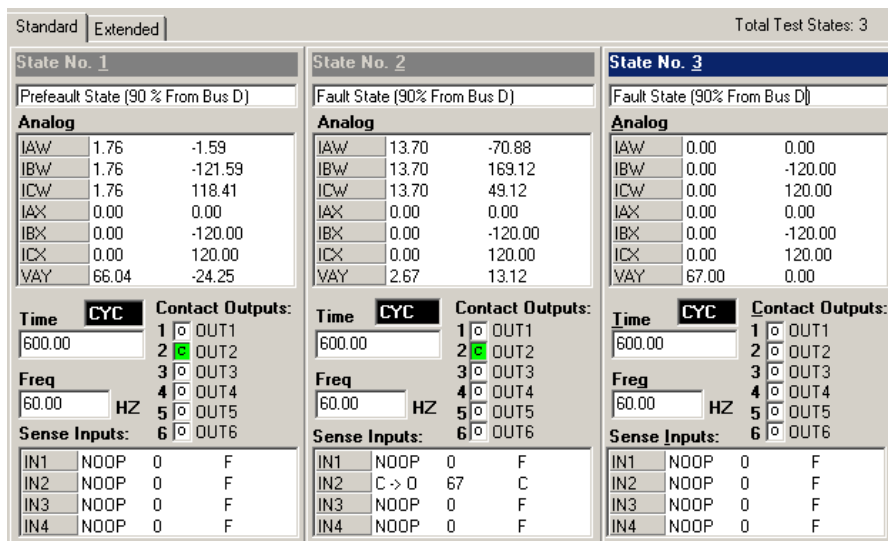 Standard Extended Total Test States: 3
State No. 1
Prefeault State (90 % From Bus D)
Analog
IAW 1.76 -1.59
IBW 1.76 -121.59
ICW 1.76 118.41
IAX 0.00 0.00
IBX 0.00 -120.00
ICX 0.00 120.00
VAY 66.04 -24.25
Time CYC
600.00
Freq
60.00 HZ
Contact Outputs:
1 O OUT1
2 C OUT2
3 O OUT3
4 O OUT4
5 O OUT5
6 O OUT6
Sense Inputs:
IN1 NOOP 0 F
IN2 NOOP 0 F
IN3 NOOP 0 F
IN4 NOOP 0 F
State No. 2
Fault State (90% From Bus D)
Analog
IAW 13.70 -70.88
IBW 13.70 169.12
ICW 13.70 49.12
IAX 0.00 0.00
IBX 0.00 -120.00
ICX 0.00 120.00
VAY 2.67 13.12
Time CYC
600.00
Freq
60.00 HZ
Contact Outputs:
1 O OUT1
2 C OUT2
3 O OUT3
4 O OUT4
5 O OUT5
6 O OUT6
Sense Inputs:
IN1 NOOP 0 F
IN2 C -> O 67 C
IN3 NOOP 0 F
IN4 NOOP 0 F
State No. 3
Fault State (90% From Bus D)
Analog
IAW 0.00 0.00
IBW 0.00 -120.00
ICW 0.00 120.00
IAX 0.00 0.00
IBX 0.00 -120.00
ICX 0.00 120.00
VAY 67.00 0.00
Time CYC
600.00
Freq
60.00 HZ
Contact Outputs:
1 O OUT1
2 O OUT2
3 O OUT3
4 O OUT4
5 O OUT5
6 O OUT6
Sense Inputs:
IN1 NOOP 0 F
IN2 NOOP 0 F
IN3 NOOP 0 F
IN4 NOOP 0 F